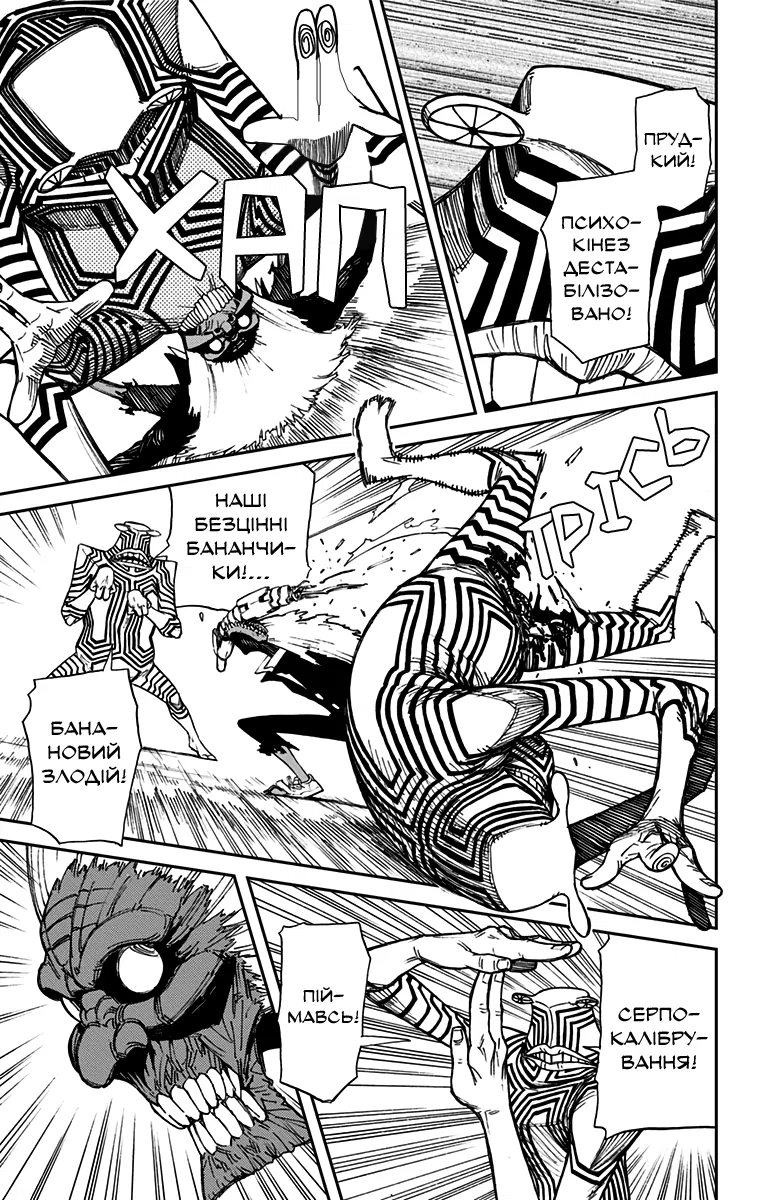 ПРУД-
КИЙ!
ПСИХО-
КІНЕЗ
ДЕСТА-
БІЛІЗО-
ВАНО!
ХАП
ТРІСЬ
НАШІ
БЕЗЦІННІ
БАНАНЧИ-
КИ!...
БАНА-
НОВИЙ
ЗЛОДІЙ!
СЕРПО-
КАЛІБРУ-
ВАННЯ!
ПІЙ-
МАВСЬ!